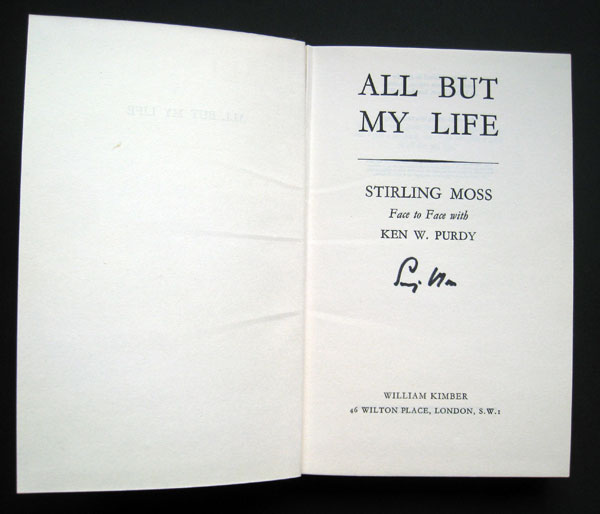 ALL BUT
MY LIFE
STIRLING MOSS
Face to Face with
KEN W. PURDY
WILLIAM KIMBER
46 WILTON PLACE, LONDON, S.W.1